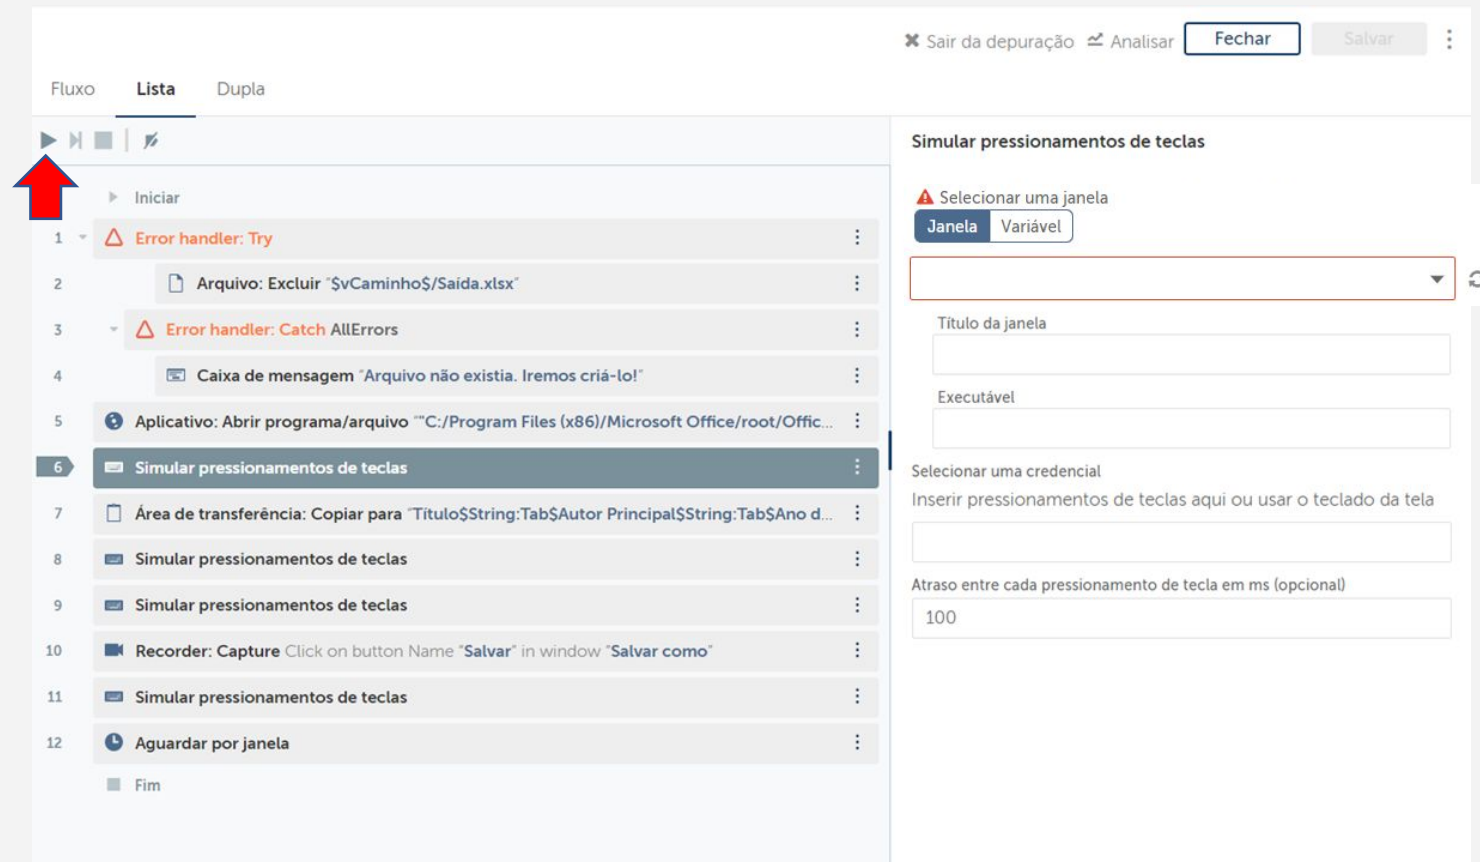 Sair da depuração Analisar Fechar Salvar
Fluxo Lista Dupla
Iniciar
1 Error handler: Try
2 Arquivo: Excluir "$vCaminho$/Saída.xlsx"
3 Error handler: Catch AllErrors
4 Caixa de mensagem "Arquivo não existia. Iremos criá-lo!"
5 Aplicativo: Abrir programa/arquivo ""C:/Program Files (x86)/Microsoft Office/root/Offic...
6 Simular pressionamentos de teclas
7 Área de transferência: Copiar para "Título$String:Tab$Autor Principal$String:Tab$Ano d...
8 Simular pressionamentos de teclas
9 Simular pressionamentos de teclas
10 Recorder: Capture Click on button Name "Salvar" in window "Salvar como"
11 Simular pressionamentos de teclas
12 Aguardar por janela
Fim
Simular pressionamentos de teclas
Selecionar uma janela
Janela Variável
Título da janela
Executável
Selecionar uma credencial
Inserir pressionamentos de teclas aqui ou usar o teclado da tela
Atraso entre cada pressionamento de tecla em ms (opcional)
100